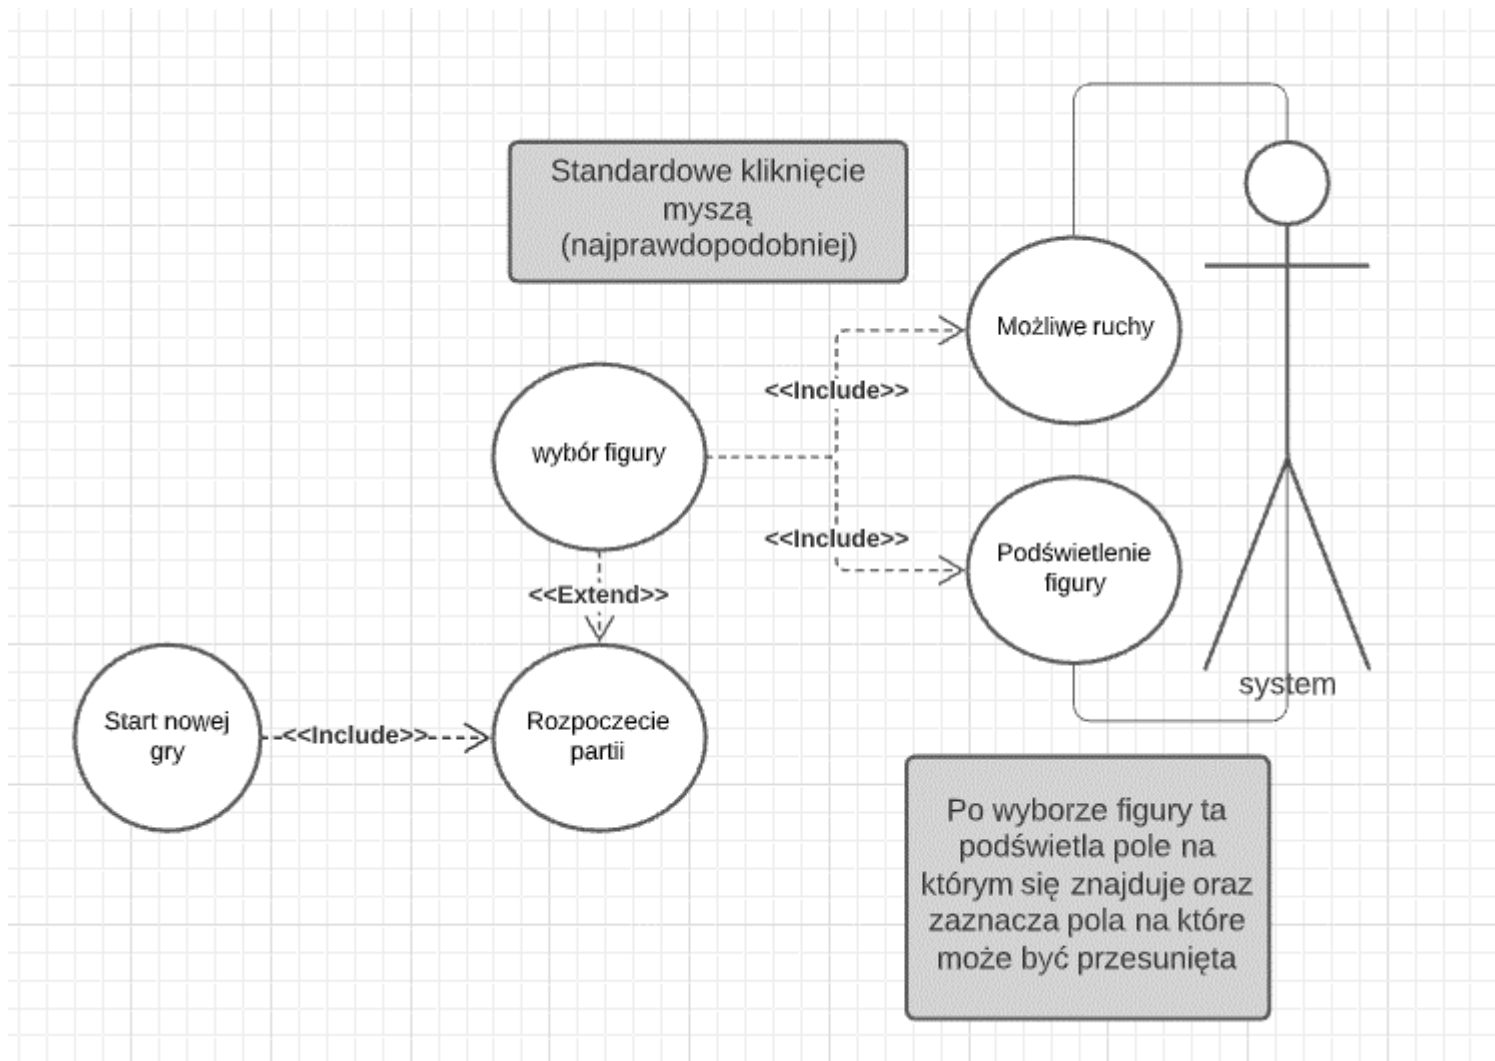 Standardowe kliknięcie
myszą
(najprawdopodobniej)
Możliwe ruchy
<<Include>>
wybór figury
<<Include>>
Podświetlenie
figury
<<Extend>>
system
Start nowej
gry
<<Include>>
Rozpoczecie
partii
Po wyborze figury ta
podświetla pole na
którym się znajduje oraz
zaznacza pola na które
może być przesunięta